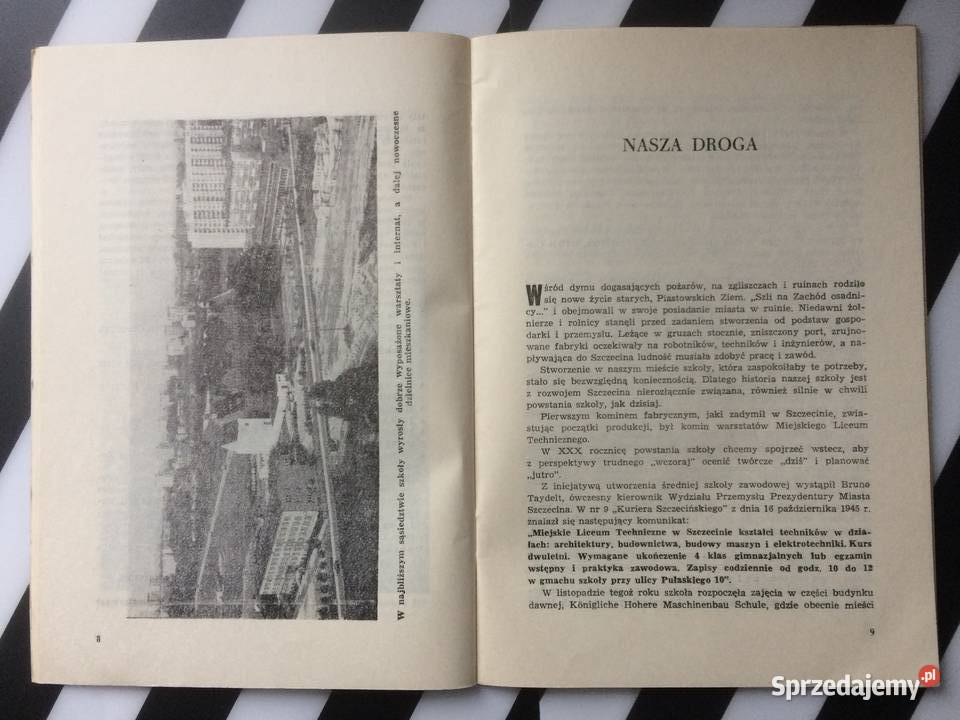 W najbliższym sąsiedztwie szkoły wyrosły dobrze wyposażone warsztaty i internat, a dalej nowoczesne
dzielnice mieszkaniowe.
8
NASZA DROGA
Wśród dymu dogasających pożarów, na zgliszczach i ruinach rodziło
się nowe życie starych, Piastowskich Ziem. „Szli na Zachód osadni-
cy...” i obejmowali w swoje posiadanie miasta w ruinie. Niedawni żoł-
nierze i rolnicy stanęli przed zadaniem stworzenia od podstaw gospo-
darki i przemysłu. Leżące w gruzach stocznie, zniszczony port, zrujno-
wane fabryki oczekiwały na robotników, techników i inżynierów, a na-
pływająca do Szczecina ludność musiała zdobyć pracę i zawód.
Stworzenie w naszym mieście szkoły, która zaspokoiłaby te potrzeby,
stało się bezwzględną koniecznością. Dlatego historia naszej szkoły jest
z rozwojem Szczecina nierozłącznie związana, również silnie w chwili
powstania szkoły, jak dzisiaj.
Pierwszym kominem fabrycznym, jaki zadymił w Szczecinie, zwia-
stując początki produkcji, był komin warsztatów Miejskiego Liceum
Technicznego.
W XXX rocznicę powstania szkoły chcemy spojrzeć wstecz, aby
z perspektywy trudnego „wczoraj” ocenić twórcze „dziś” i planować
„jutro”.
Z inicjatywą utworzenia średniej szkoły zawodowej wystąpił Bruno
Taydelt, ówczesny kierownik Wydziału Przemysłu Prezydentury Miasta
Szczecina. W nr 9 „Kuriera Szczecińskiego” z dnia 16 października 1945 r.
znalazł się następujący komunikat:
„Miejskie Liceum Techniczne w Szczecinie kształci techników w dzia-
łach: architektury, budownictwa, budowy maszyn i elektrotechniki. Kurs
dwuletni. Wymagane ukończenie 4 klas gimnazjalnych lub egzamin
wstępny i praktyka zawodowa. Zapisy codziennie od godz. 10 do 12
w gmachu szkoły przy ulicy Pułaskiego 10”.
W listopadzie tegoż roku szkoła rozpoczęła zajęcia w części budynku
dawnej, Königliche Hohere Maschinenbau Schule, gdzie obecnie mieści
9
Sprzedajemy.pl